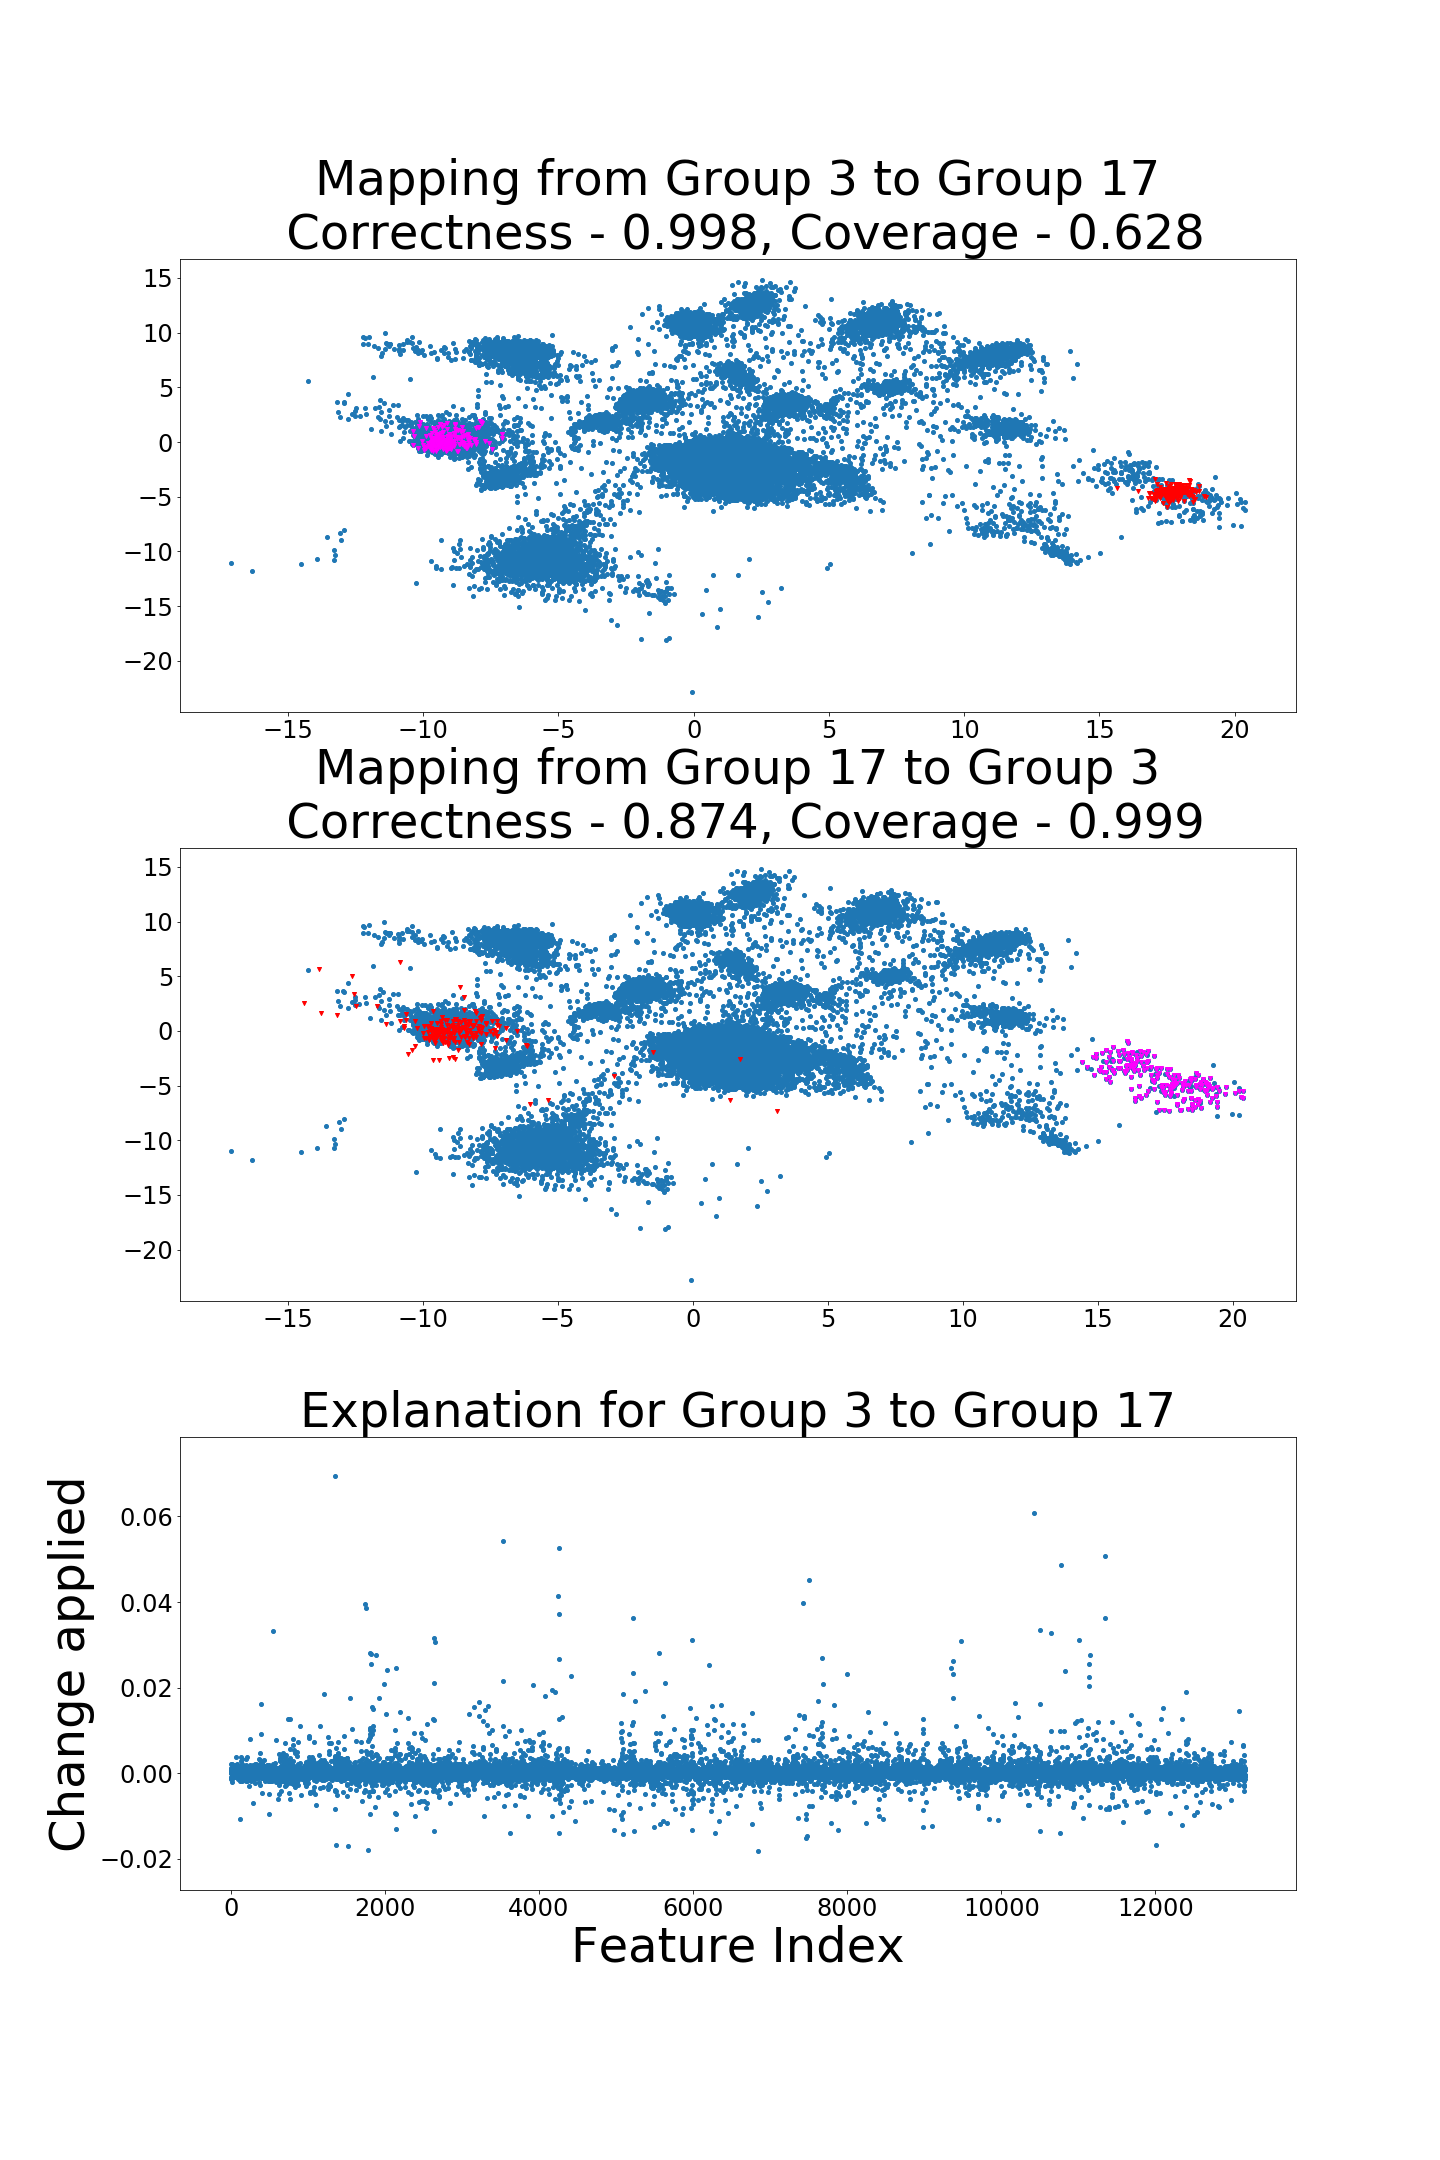 Mapping from Group 3 to Group 17
Correctness - 0.998, Coverage - 0.628
15
10
5
0
−5
−10
−15
−20
−15 −10 −5 0 5 10 15 20
Mapping from Group 17 to Group 3
Correctness - 0.874, Coverage - 0.999
15
10
5
0
−5
−10
−15
−20
−15 −10 −5 0 5 10 15 20
Explanation for Group 3 to Group 17
Change applied
0.06
0.04
0.02
0.00
−0.02
0 2000 4000 6000 8000 10000 12000
Feature Index